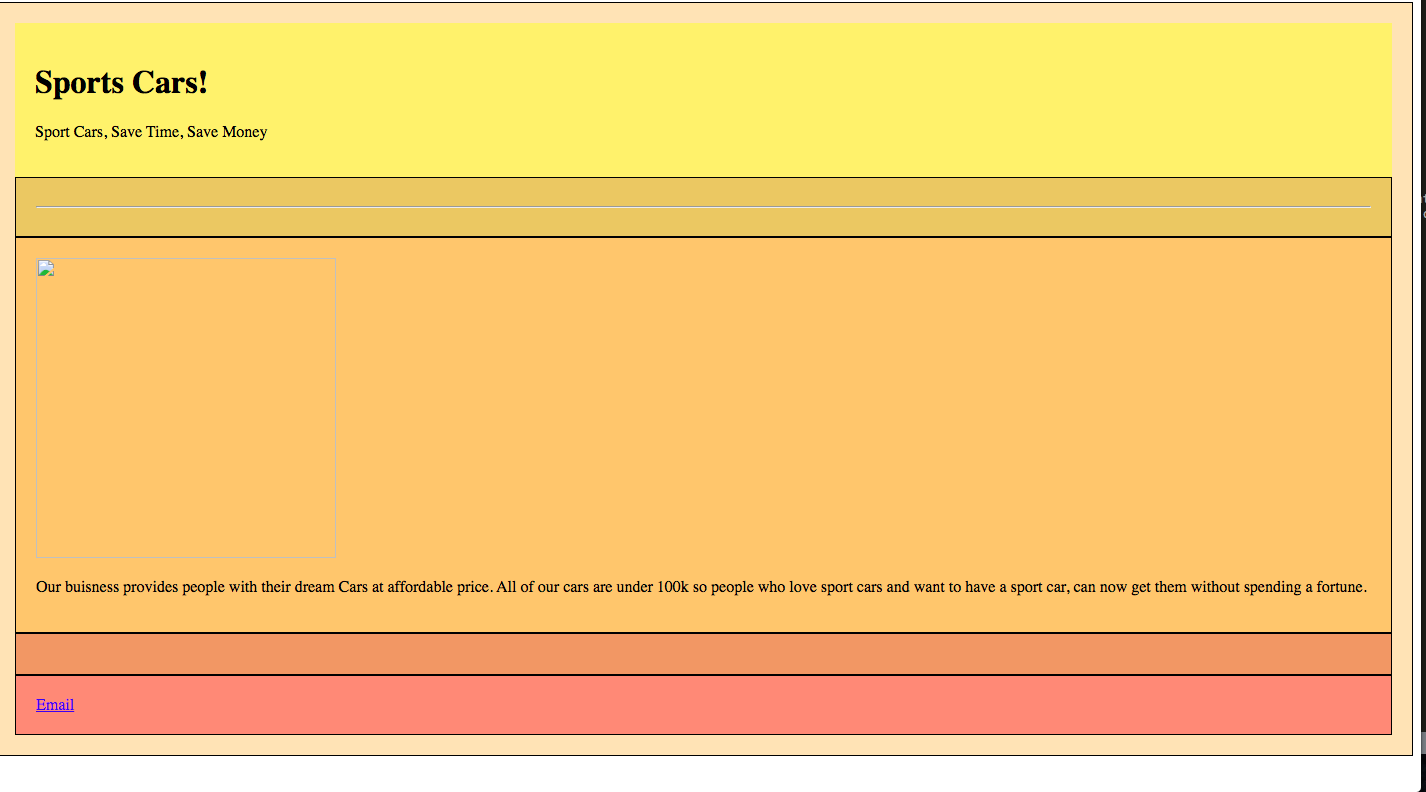 Sports Cars!
Sport Cars, Save Time, Save Money
Our buisness provides people with their dream Cars at affordable price. All of our cars are under 100k so people who love sport cars and want to have a sport car, can now get them without spending a fortune.
Email